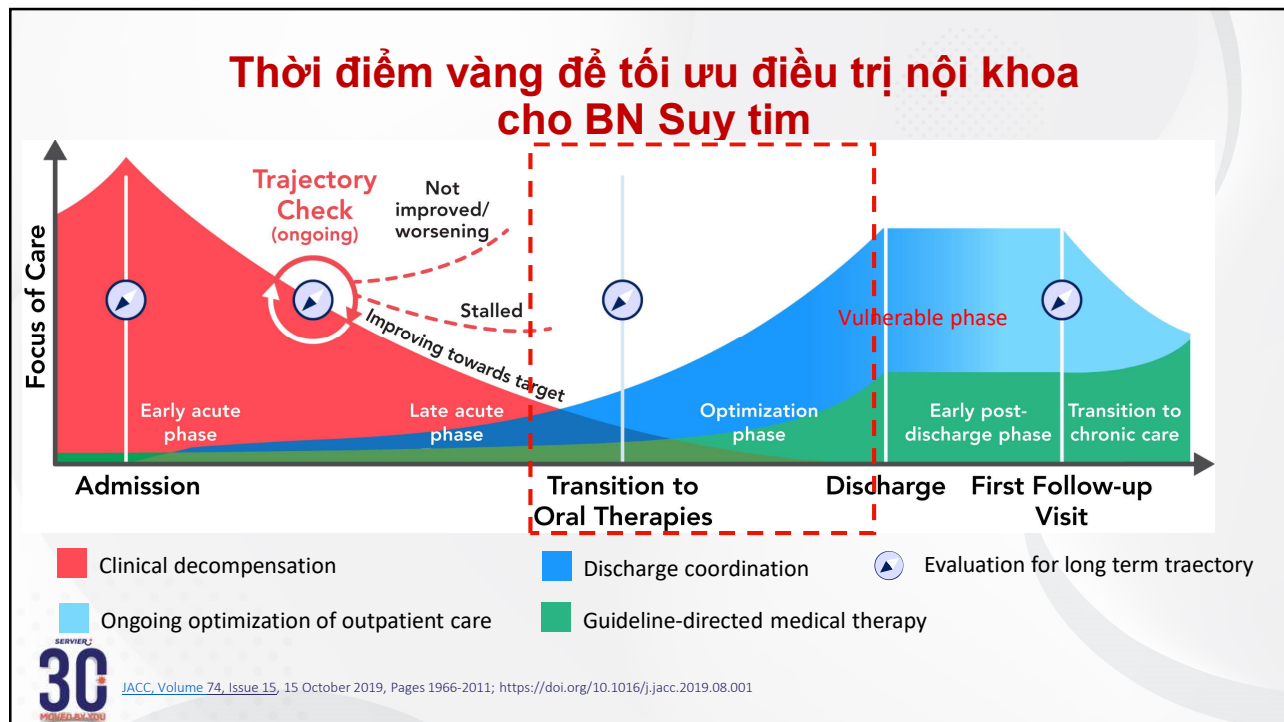 Thời điểm vàng để tối ưu điều trị nội khoa
cho BN Suy tim
Focus of Care
Trajectory
Check
(ongoing)
Not
improved/
worsening
Stalled
Improving towards target
Vulnerable phase
Early acute
phase
Late acute
phase
Optimization
phase
Early post-
discharge phase
Transition to
chronic care
Admission
Transition to
Oral Therapies
Discharge
First Follow-up
Visit
Clinical decompensation
Discharge coordination
Evaluation for long term traectory
Ongoing optimization of outpatient care
Guideline-directed medical therapy
SERVIER
30
MOVED BY YOU
JACC, Volume 74, Issue 15, 15 October 2019, Pages 1966-2011; https://doi.org/10.1016/j.jacc.2019.08.001